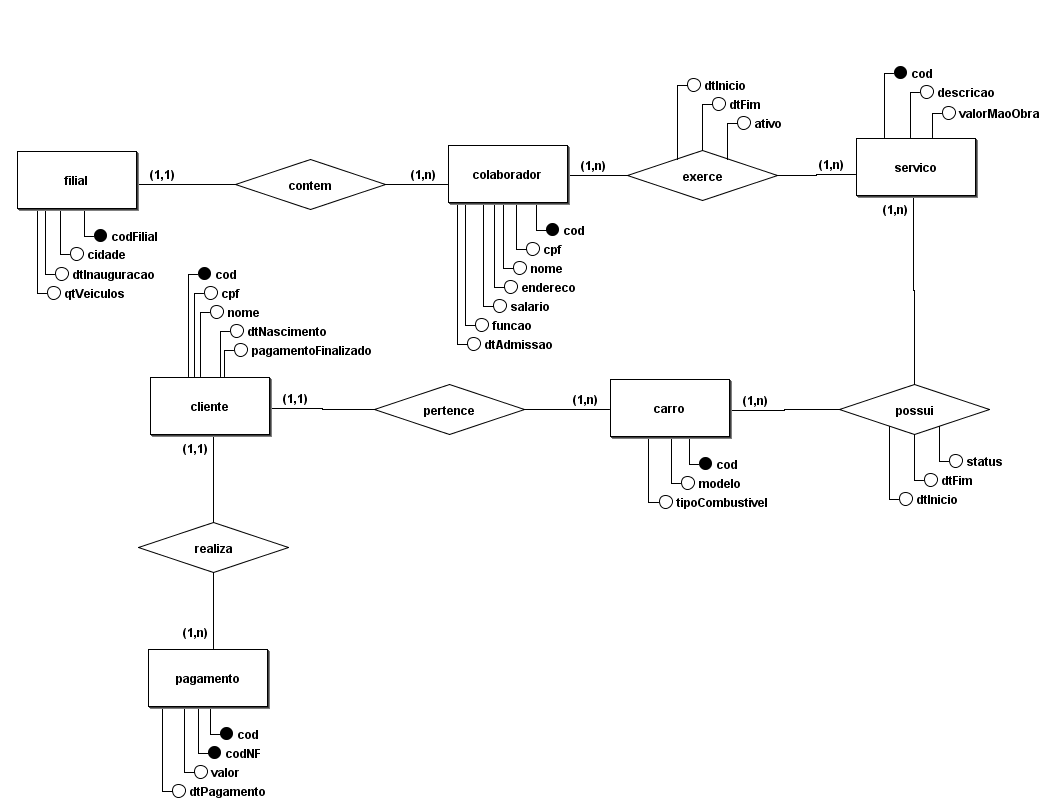 cod
descricao
valorMaoObra
dtInicio
dtFim
ativo
filial
(1,1)
contem
(1,n)
colaborador
(1,n)
exerce
(1,n)
servico
(1,n)
codFilial
cidade
dtInauguracao
qtVeiculos
cod
cpf
nome
endereco
salario
funcao
dtAdmissao
cod
cpf
nome
dtNascimento
pagamentoFinalizado
cliente
(1,1)
pertence
(1,n)
carro
(1,n)
possui
(1,1)
cod
modelo
tipoCombustivel
status
dtFim
dtInicio
realiza
(1,n)
pagamento
cod
codNF
valor
dtPagamento